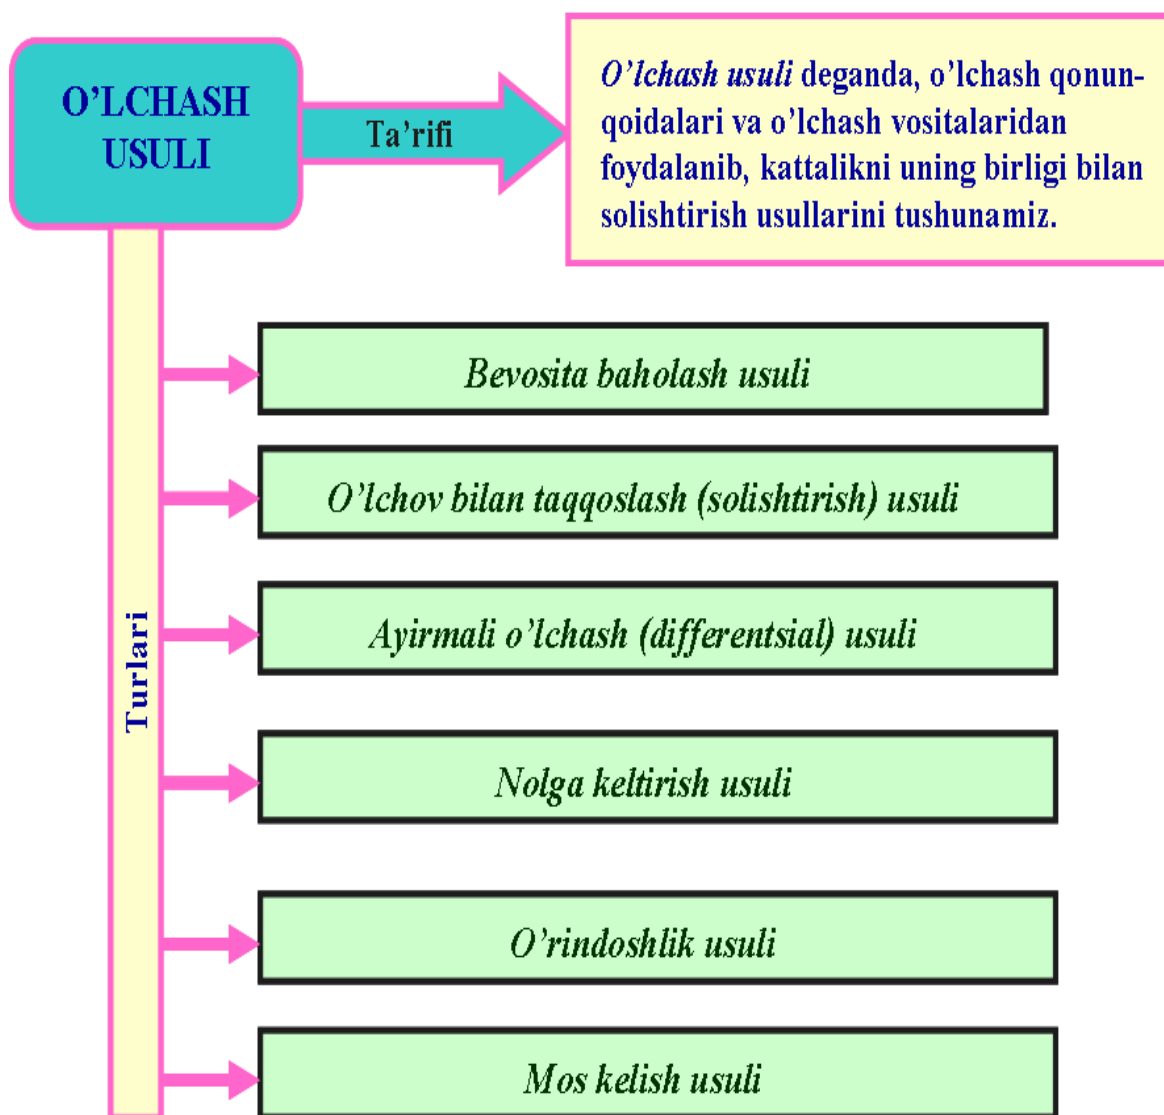 O’LCHASH
USULI
Ta’rifi
O’lchash usuli deganda, o’lchash qonun-
qoidalari va o’lchash vositalaridan
foydalanib, kattalikni uning birligi bilan
solishtirish usullarini tushunamiz.
Turlari
Bevosita baholash usuli
O’lchov bilan taqqoslash (solishtirish) usuli
Ayirmali o’lchash (differentsial) usuli
Nolga keltirish usuli
O’rindoshlik usuli
Mos kelish usuli